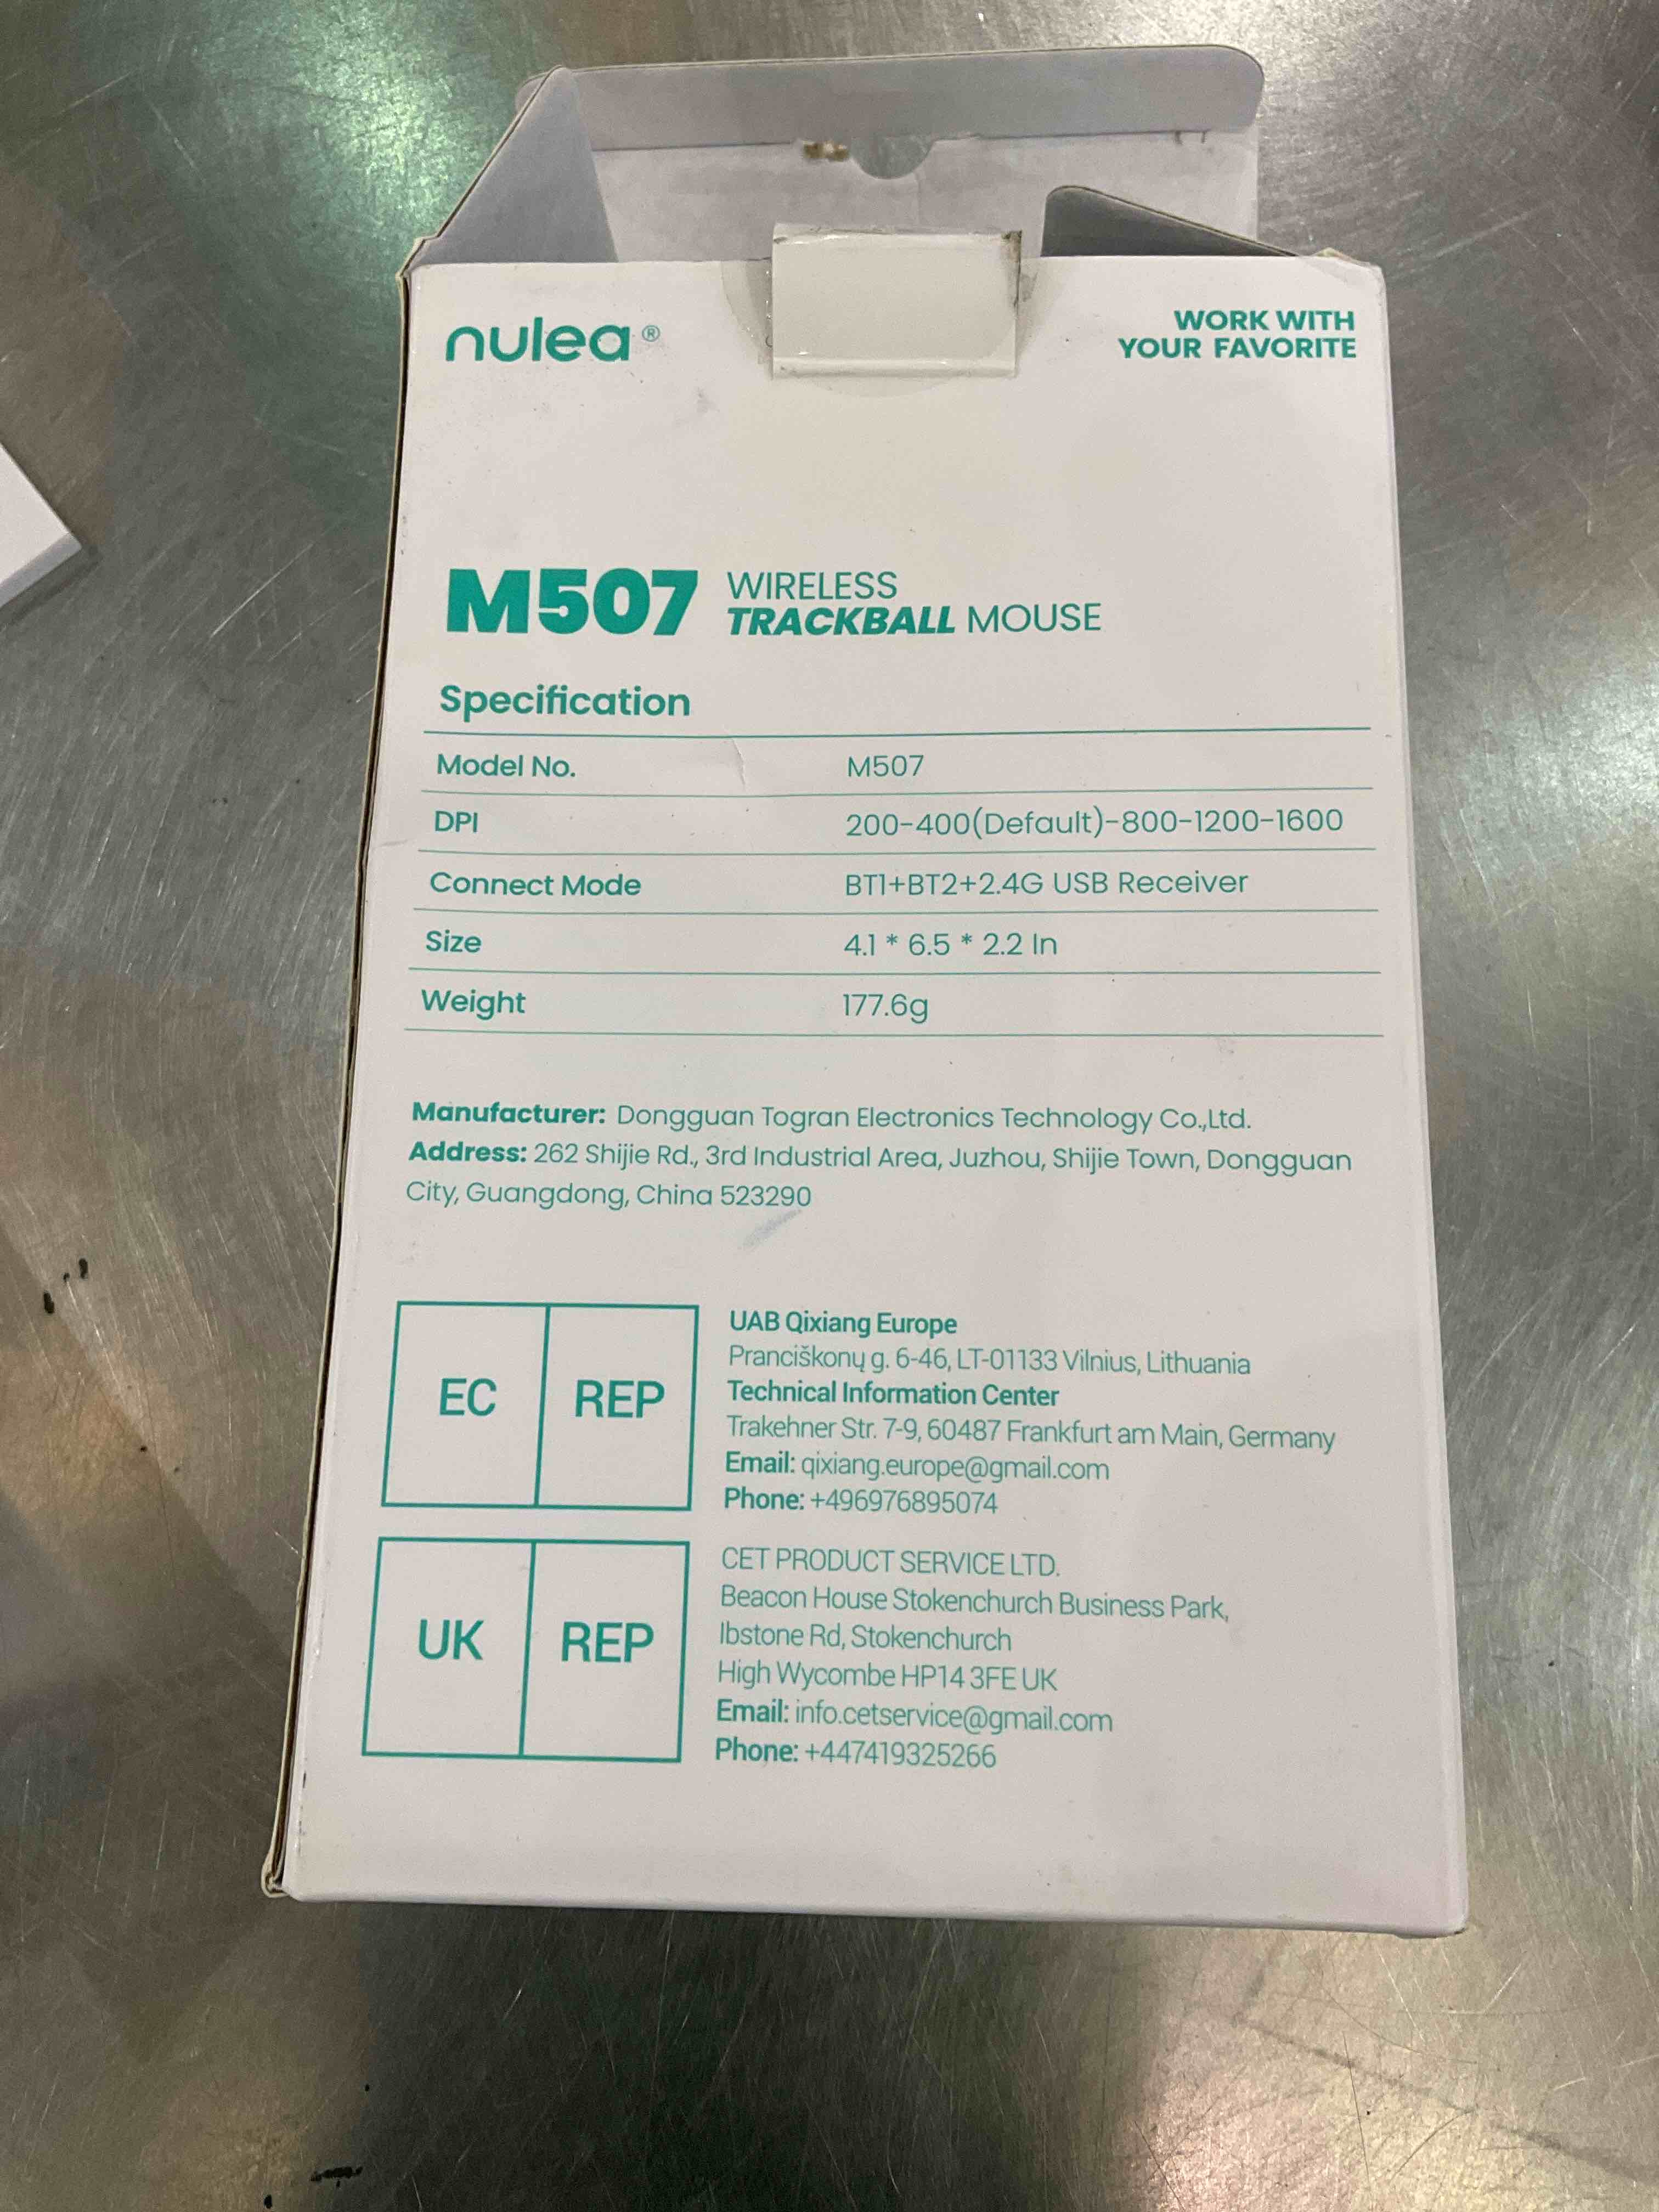 nulea®
WORK WITH
YOUR FAVORITE
M507 WIRELESS
TRACKBALL MOUSE
Specification
Model No. M507
DPI 200-400(Default)-800-1200-1600
Connect Mode BT1+BT2+2.4G USB Receiver
Size 4.1 * 6.5 * 2.2 In
Weight 177.6g
Manufacturer: Dongguan Togran Electronics Technology Co.,Ltd.
Address: 262 Shijie Rd., 3rd Industrial Area, Juzhou, Shijie Town, Dongguan
City, Guangdong, China 523290
EC REP
UAB Qixiang Europe
Pranciškonų g. 6-46, LT-01133 Vilnius, Lithuania
Technical Information Center
Trakehner Str. 7-9, 60487 Frankfurt am Main, Germany
Email: qixiang.europe@gmail.com
Phone: +496976895074
UK REP
CET PRODUCT SERVICE LTD.
Beacon House Stokenchurch Business Park,
Ibstone Rd, Stokenchurch
High Wycombe HP14 3FE UK
Email: info.cetservice@gmail.com
Phone: +447419325266